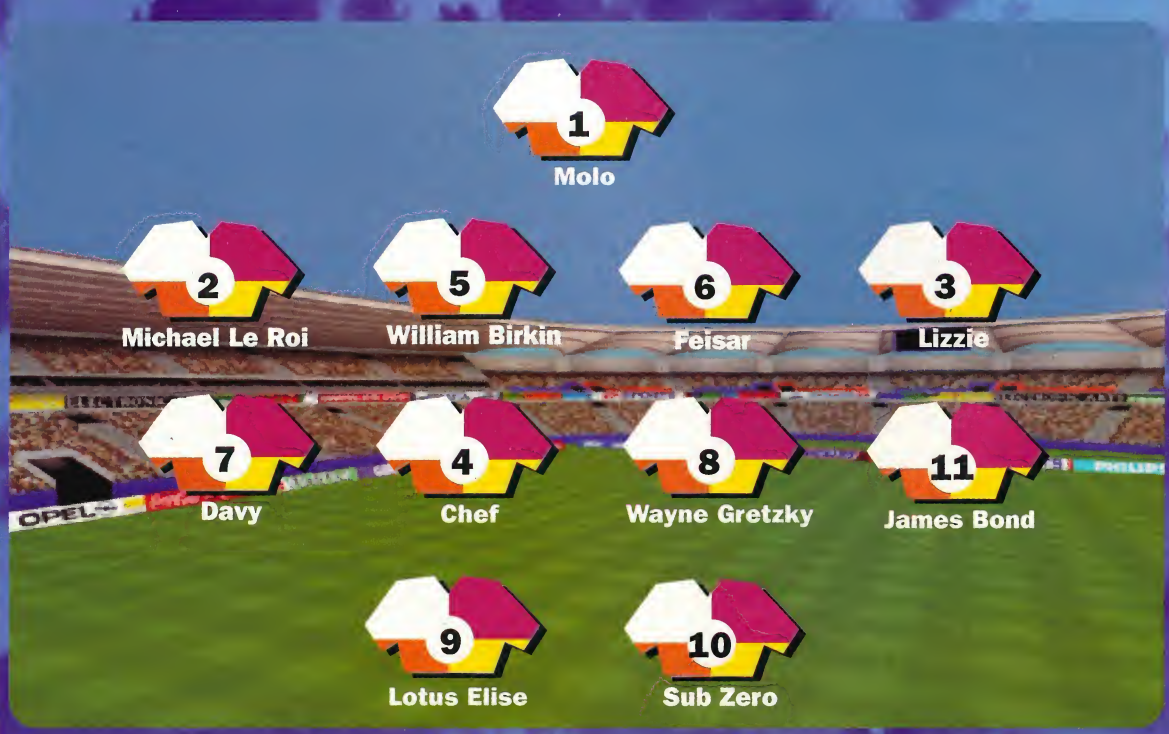 1
Molo
2
5
6
3
Michael Le Roi
William Birkin
Feisar
Lizzie
7
4
8
11
OPEL
PHILIPS
Davy
Chef
Wayne Gretzky
James Bond
9
10
Lotus Elise
Sub Zero